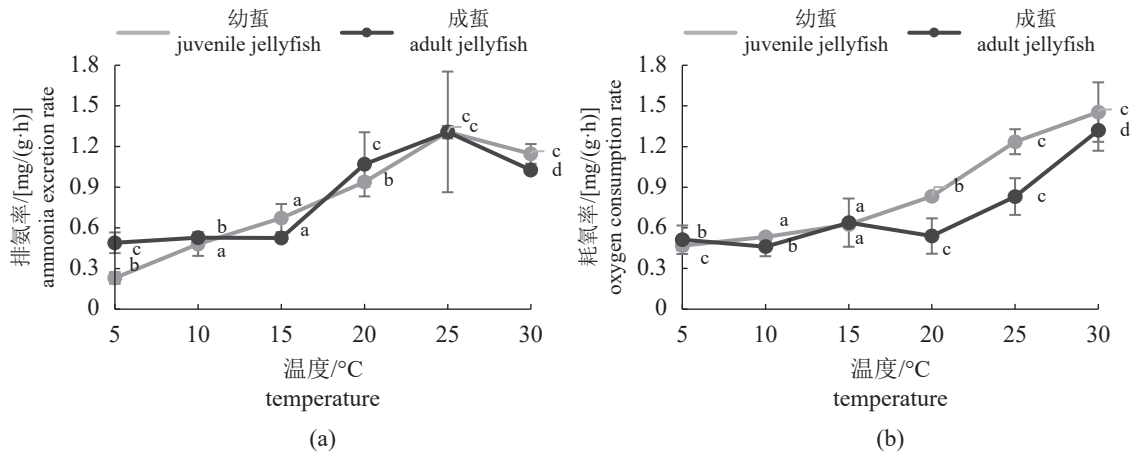 幼蜇
juvenile jellyfish
成蜇
adult jellyfish
排氨率/[mg/(g·h)]
ammonia excretion rate
1.8
1.5
1.2
0.9
0.6
0.3
0
c
b
b
a
a
a
c
b
c
c
c
d
5 10 15 20 25 30
温度/°C
temperature
(a)
幼蜇
juvenile jellyfish
成蜇
adult jellyfish
耗氧率/[mg/(g·h)]
oxygen consumption rate
1.8
1.5
1.2
0.9
0.6
0.3
0
b
c
a
b
a
a
b
c
c
c
c
d
5 10 15 20 25 30
温度/°C
temperature
(b)